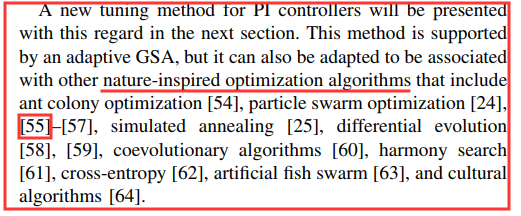 A new tuning method for PI controllers will be presented
with this regard in the next section. This method is supported
by an adaptive GSA, but it can also be adapted to be associated
with other nature-inspired optimization algorithms that include
ant colony optimization [54], particle swarm optimization [24],
[55]–[57], simulated annealing [25], differential evolution
[58], [59], coevolutionary algorithms [60], harmony search
[61], cross-entropy [62], artificial fish swarm [63], and cultural
algorithms [64].